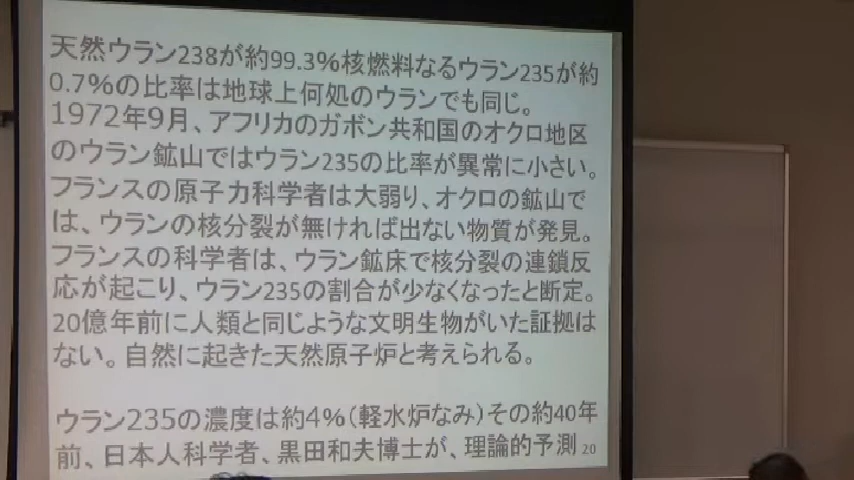 天然ウラン238が約99.3%核燃料なるウラン235が約
0.7%の比率は地球上何処のウランでも同じ。
1972年9月、アフリカのガボン共和国のオクロ地区
のウラン鉱山ではウラン235の比率が異常に小さい。
フランスの原子力科学者は大弱り、オクロの鉱山で
は、ウランの核分裂が無ければ出ない物質が発見。
フランスの科学者は、ウラン鉱床で核分裂の連鎖反
応が起こり、ウラン235の割合が少なくなったと断定。
20億年前に人類と同じような文明生物がいた証拠は
ない。自然に起きた天然原子炉と考えられる。
ウラン235の濃度は約4%(軽水炉なみ)その約40年
前、日本人科学者、黒田和夫博士が、理論的予測
20